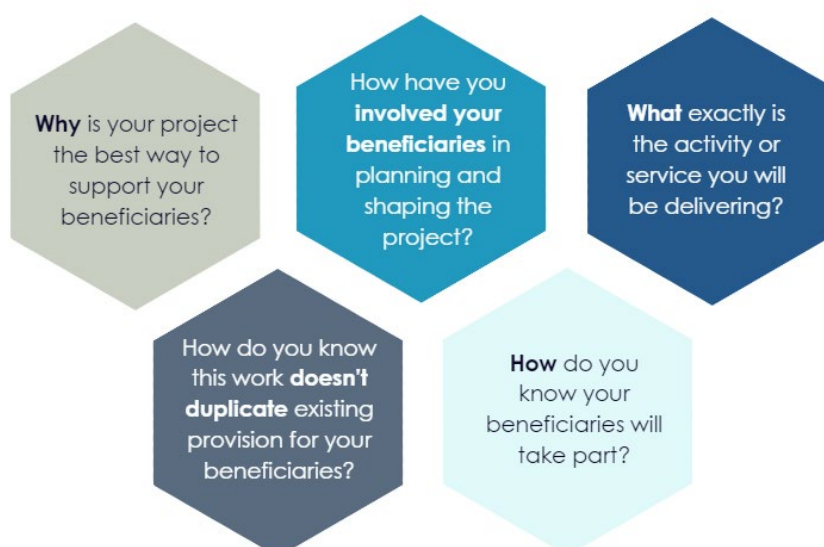 Why is your project
the best way to
support your
beneficiaries?
How have you
involved your
beneficiaries in
planning and
shaping the
project?
What exactly is
the activity or
service you will
be delivering?
How do you know
this work doesn't
duplicate existing
provision for your
beneficiaries?
How do you
know your
beneficiaries will
take part?